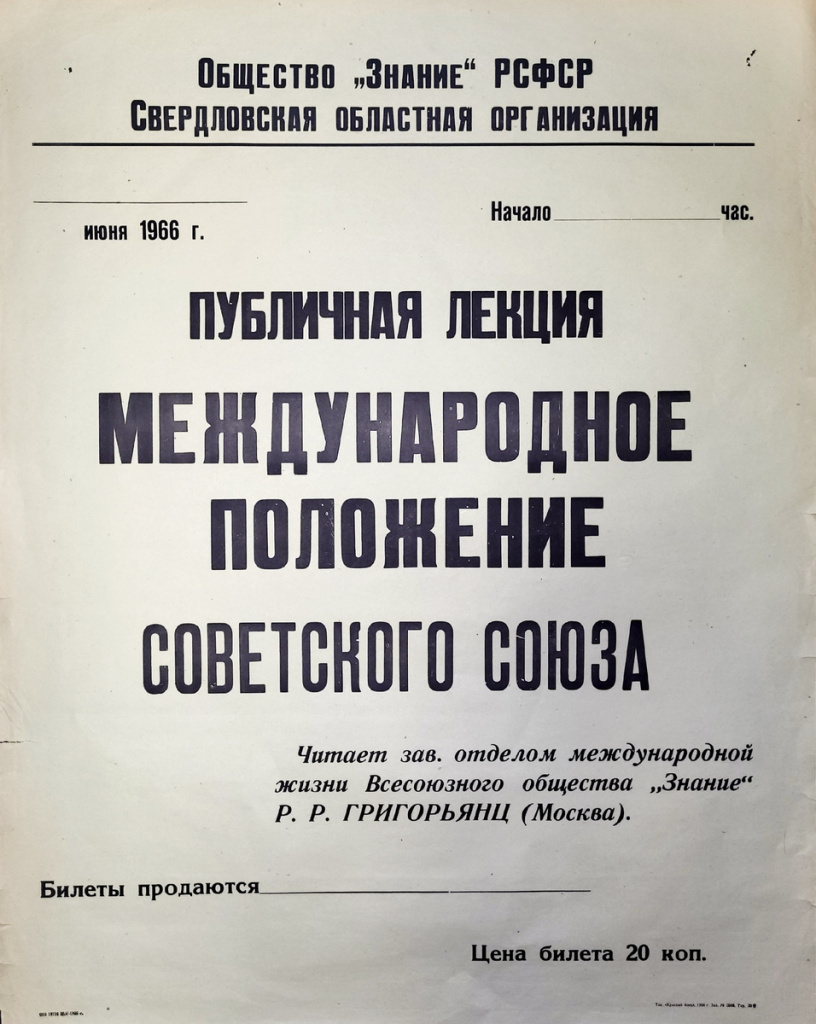 Общество „Знание“ РСФСР
Свердловская областная организация
июня 1966 г.
Начало час.
ПУБЛИЧНАЯ ЛЕКЦИЯ
МЕЖДУНАРОДНОЕ
ПОЛОЖЕНИЕ
СОВЕТСКОГО СОЮЗА
Читает зав. отделом международной
жизни Всесоюзного общества „Знание“
Р. Р. ГРИГОРЬЯНЦ (Москва).
Билеты продаются
Цена билета 20 коп.